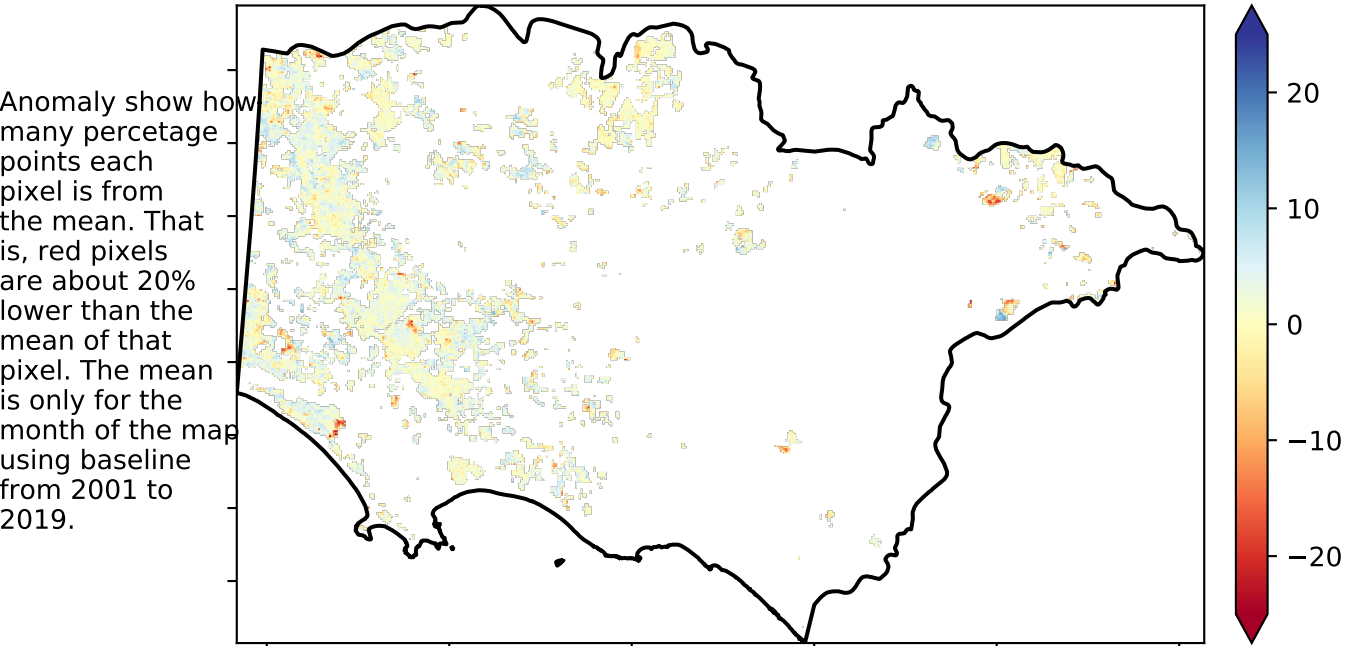 Anomaly show how
many percetage
points each
pixel is from
the mean. That
is, red pixels
are about 20%
lower than the
mean of that
pixel. The mean
is only for the
month of the map
using baseline
from 2001 to
2019.
20
10
0
−10
−20